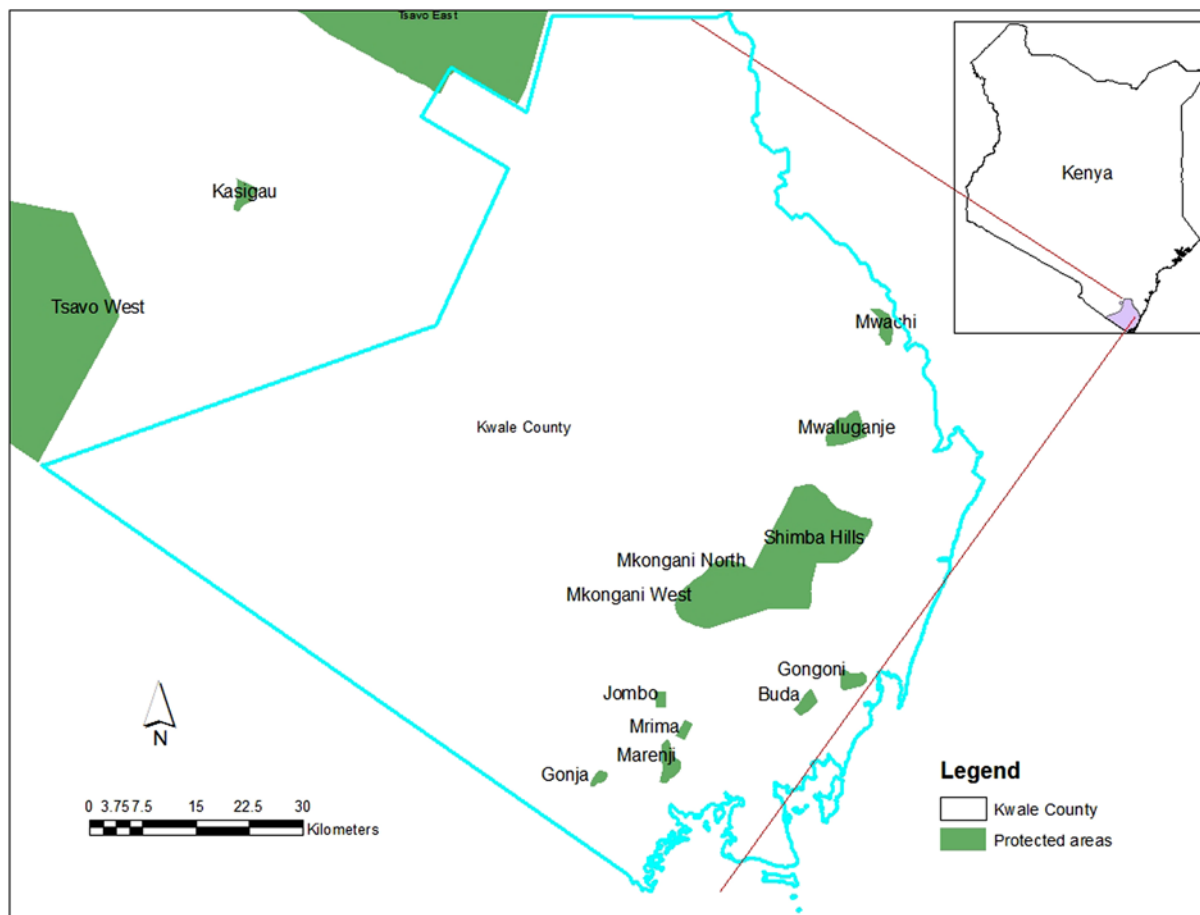 Tsavo East
Kenya
Kasigau
Tsavo West
Mwachi
Kwale County
Mwaluganje
Shimba Hills
Mkongani North
Mkongani West
Gongoni
Buda
Jombo
Mrima
Marenji
Gonja
N
0 3.75 7.5 15 22.5 30
Kilometers
Legend
Kwale County
Protected areas